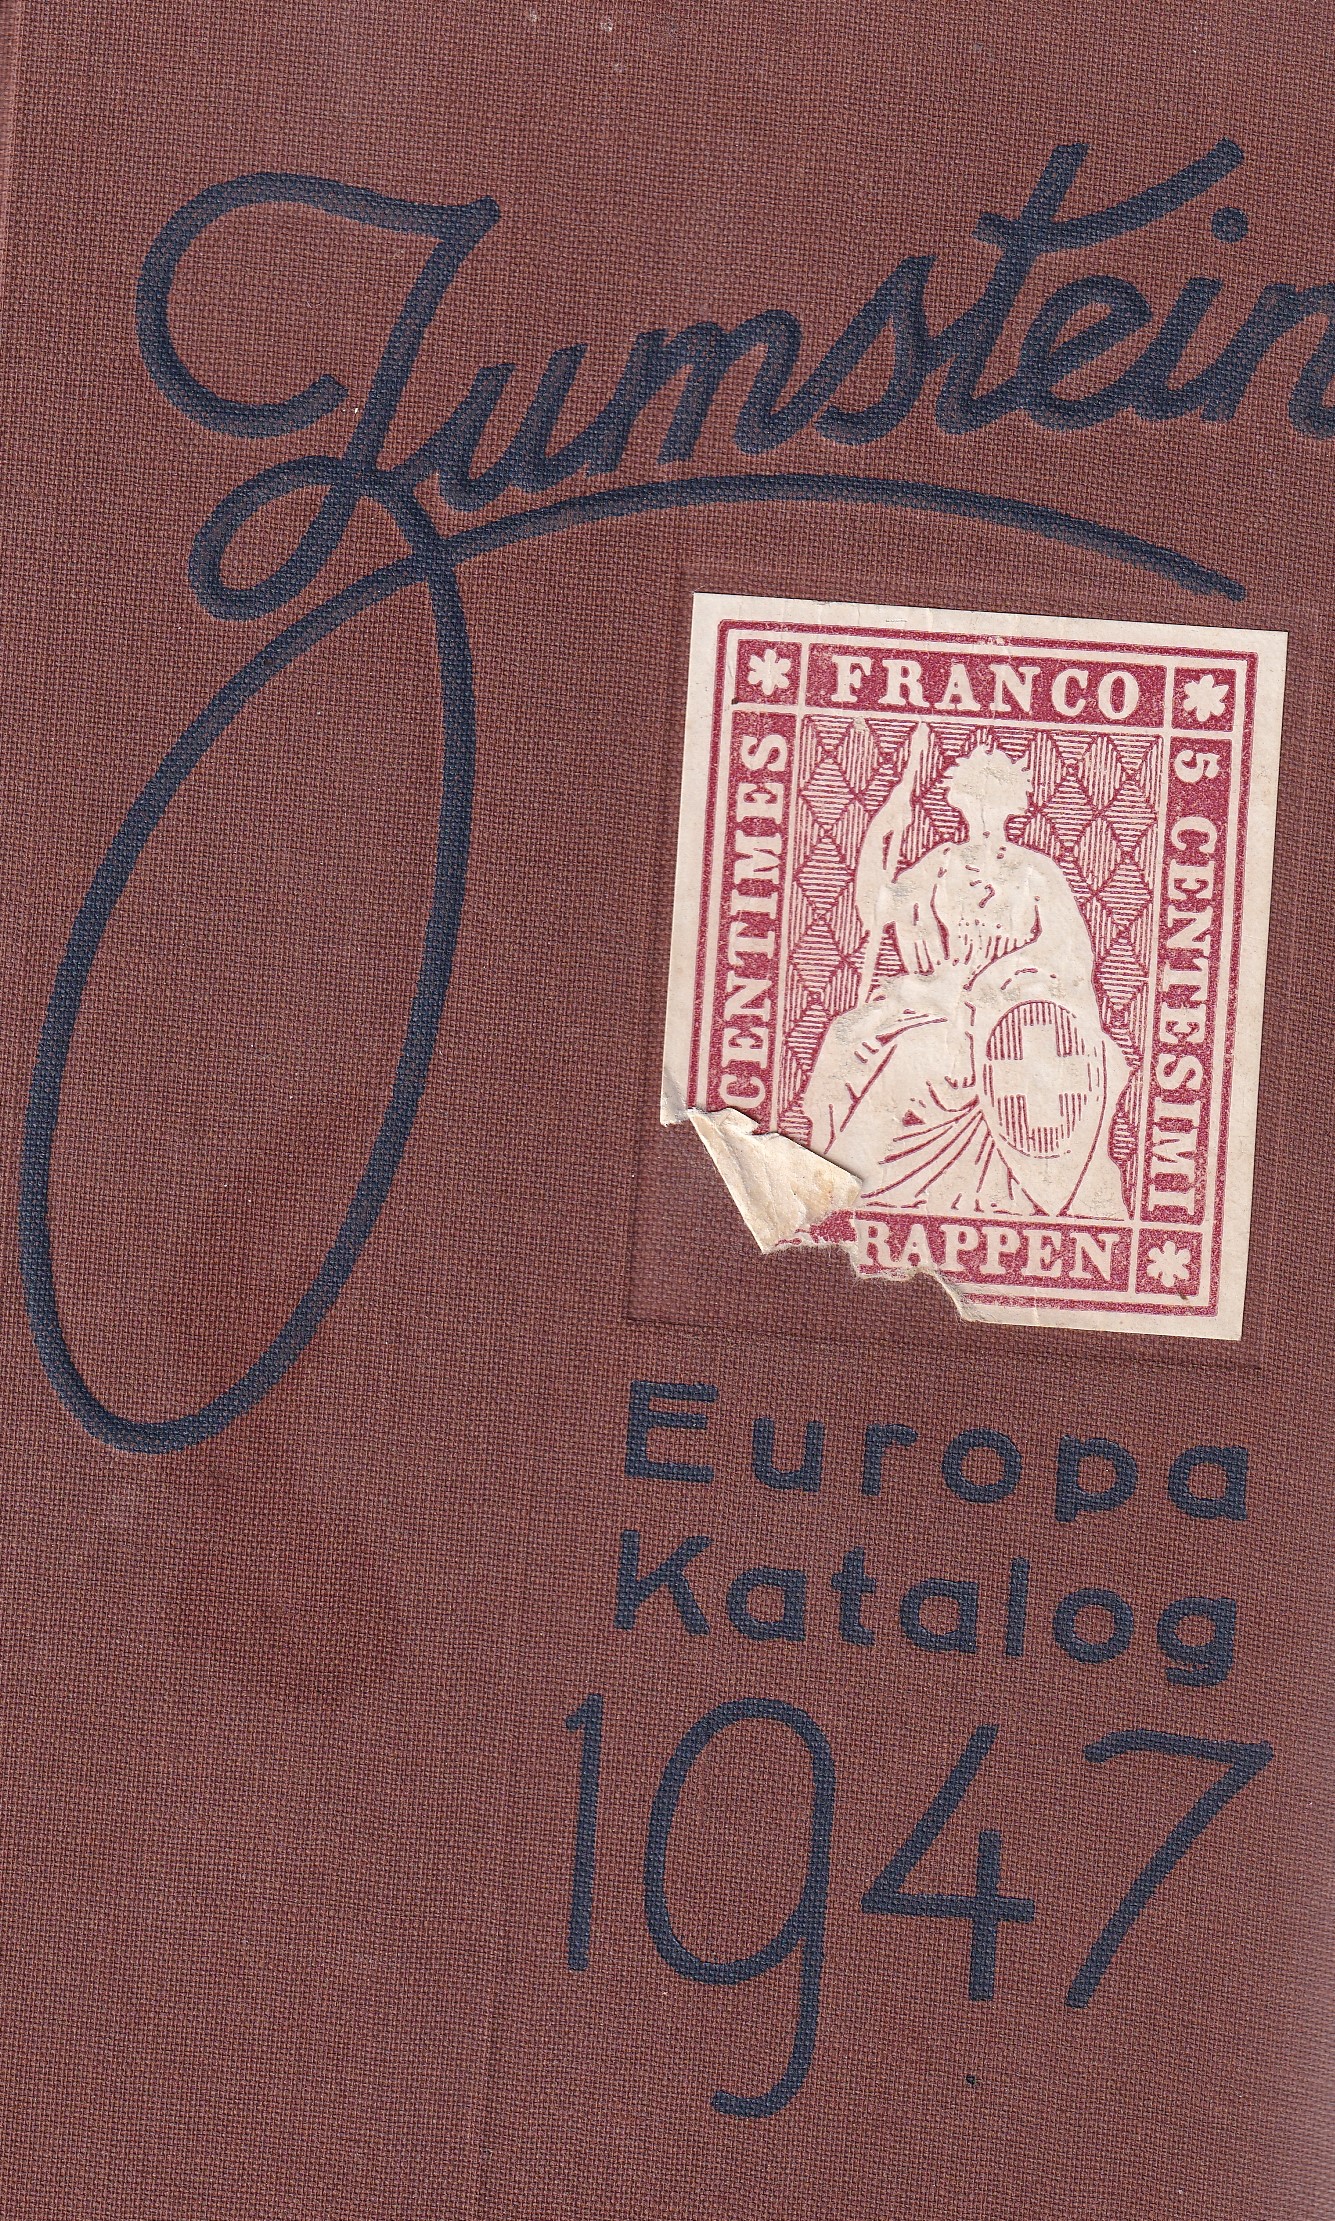 Zumstein
FRANCO
CENTIMES
5 CENTESIMI
RAPPEN
Europa
Katalog
1947